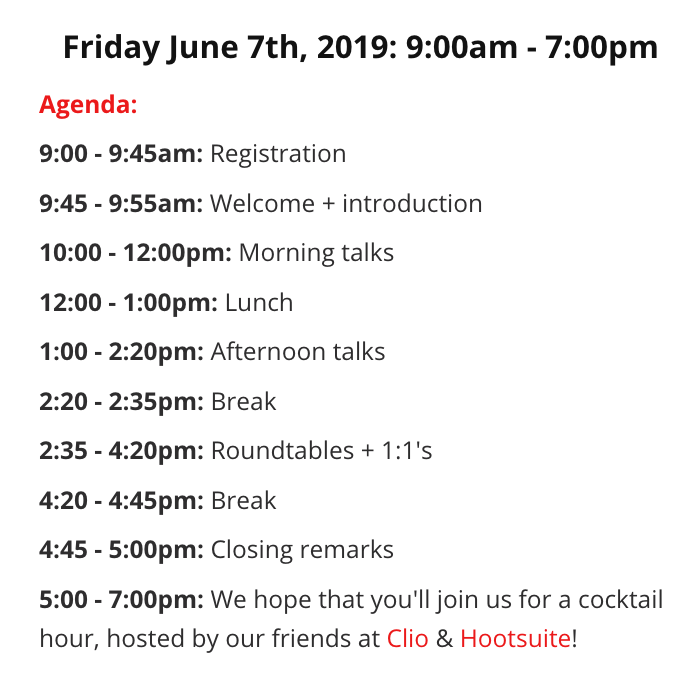 Friday June 7th, 2019: 9:00am - 7:00pm
Agenda:
9:00 - 9:45am: Registration
9:45 - 9:55am: Welcome + introduction
10:00 - 12:00pm: Morning talks
12:00 - 1:00pm: Lunch
1:00 - 2:20pm: Afternoon talks
2:20 - 2:35pm: Break
2:35 - 4:20pm: Roundtables + 1:1's
4:20 - 4:45pm: Break
4:45 - 5:00pm: Closing remarks
5:00 - 7:00pm: We hope that you'll join us for a cocktail
hour, hosted by our friends at Clio & Hootsuite!